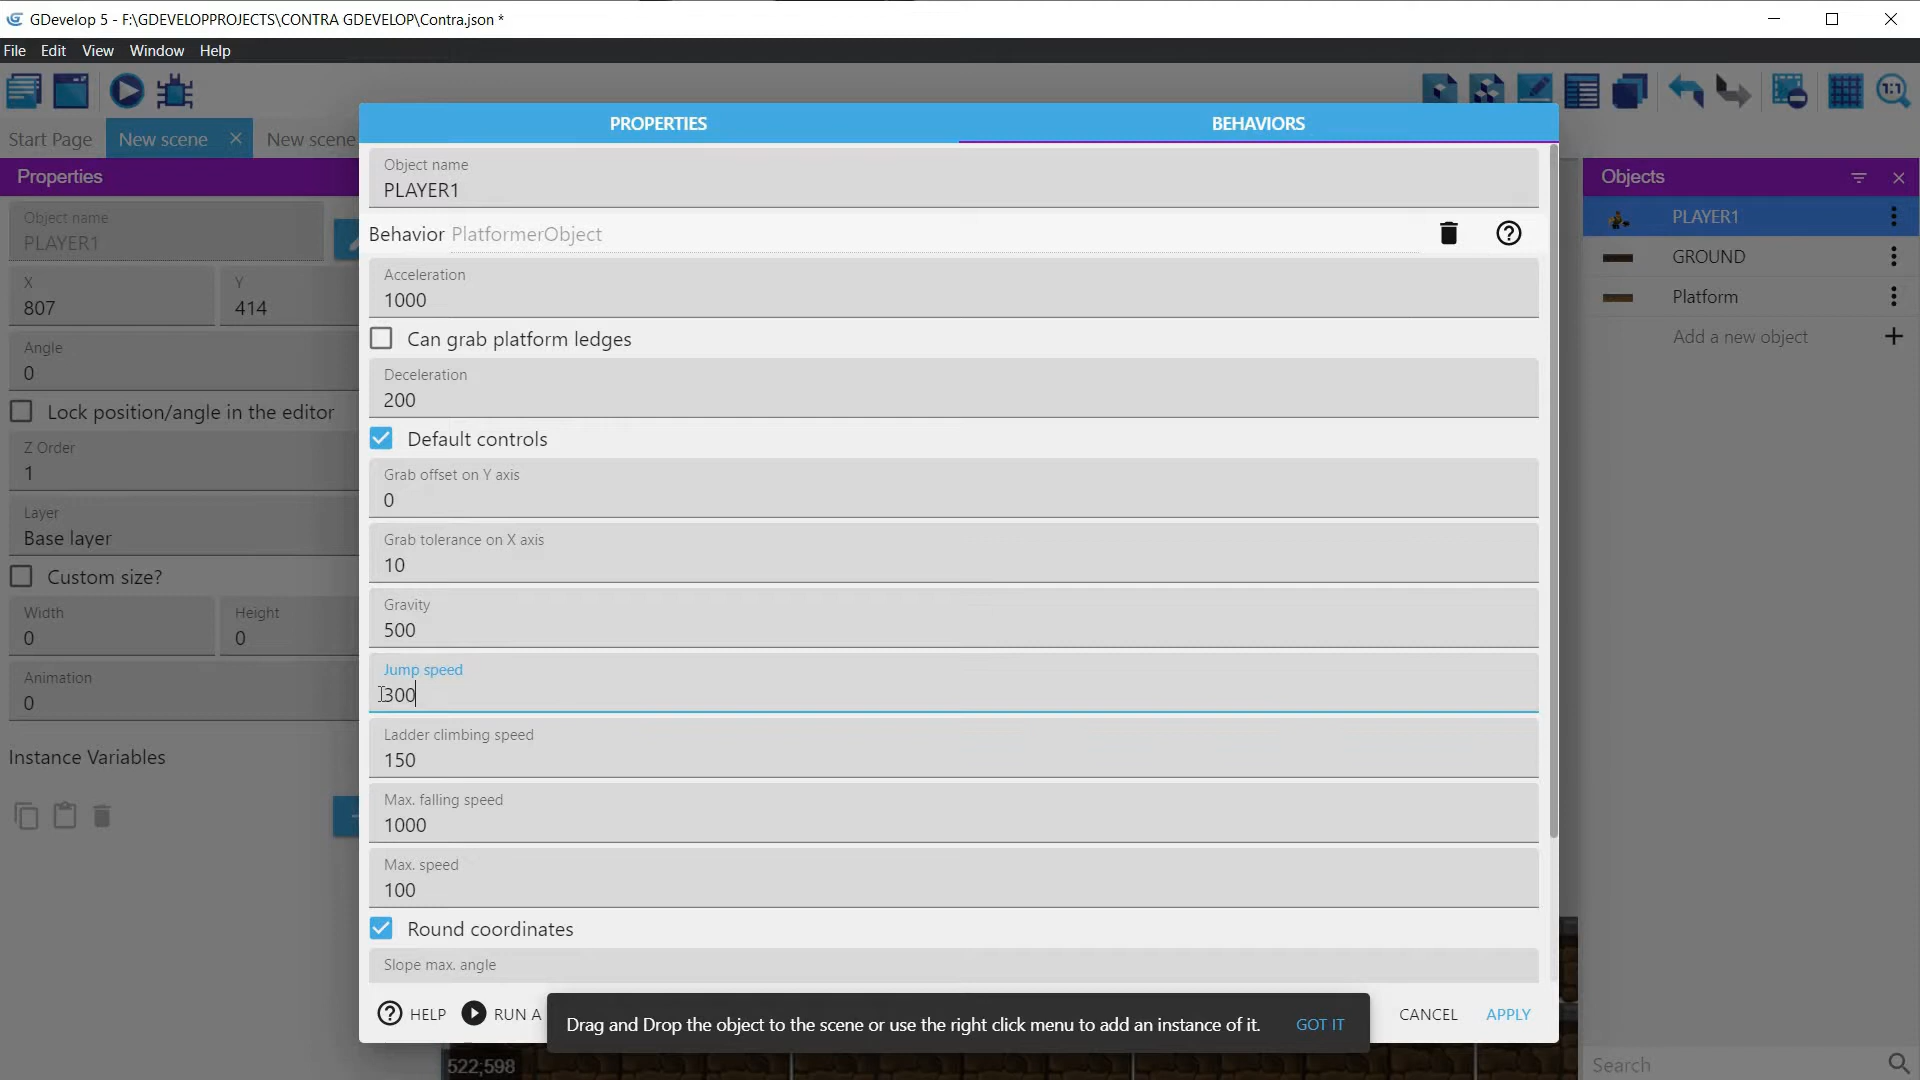 GDevelop 5 - F:\GDEVELOPPROJECTS\CONTRA GDEVELOP\Contra.json *
File Edit View Window Help
Start Page New scene New scene
Properties
Object name
PLAYER1
X Y
807 414
Angle
0
Lock position/angle in the editor
Z Order
1
Layer
Base layer
Custom size?
Width Height
0 0
Animation
0
Instance Variables
PROPERTIES BEHAVIORS
Object name
PLAYER1
Behavior PlatformerObject
Acceleration
1000
Can grab platform ledges
Deceleration
200
Default controls
Grab offset on Y axis
0
Grab tolerance on X axis
10
Gravity
500
Jump speed
300
Ladder climbing speed
150
Max. falling speed
1000
Max. speed
100
Round coordinates
Slope max. angle
HELP RUN A CANCEL APPLY
Drag and Drop the object to the scene or use the right click menu to add an instance of it. GOT IT
522;598
Objects
PLAYER1
GROUND
Platform
Add a new object
Search
1:1